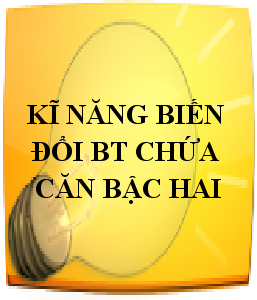 KĨ NĂNG BIẾN
ĐỔI BT CHỨA
CĂN BẬC HAI